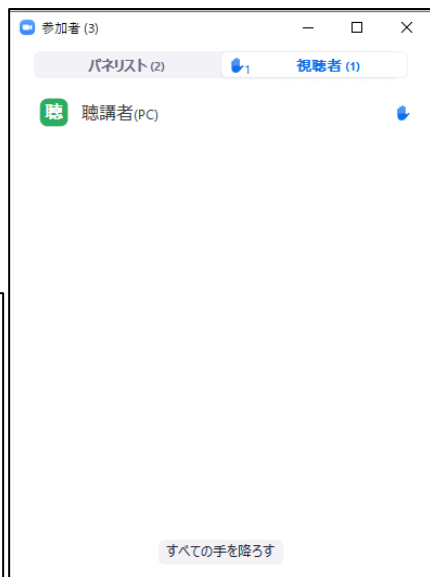 参加者 (3)
パネリスト (2)
1 視聴者 (1)
聴 聴講者(PC)
すべての手を降ろす